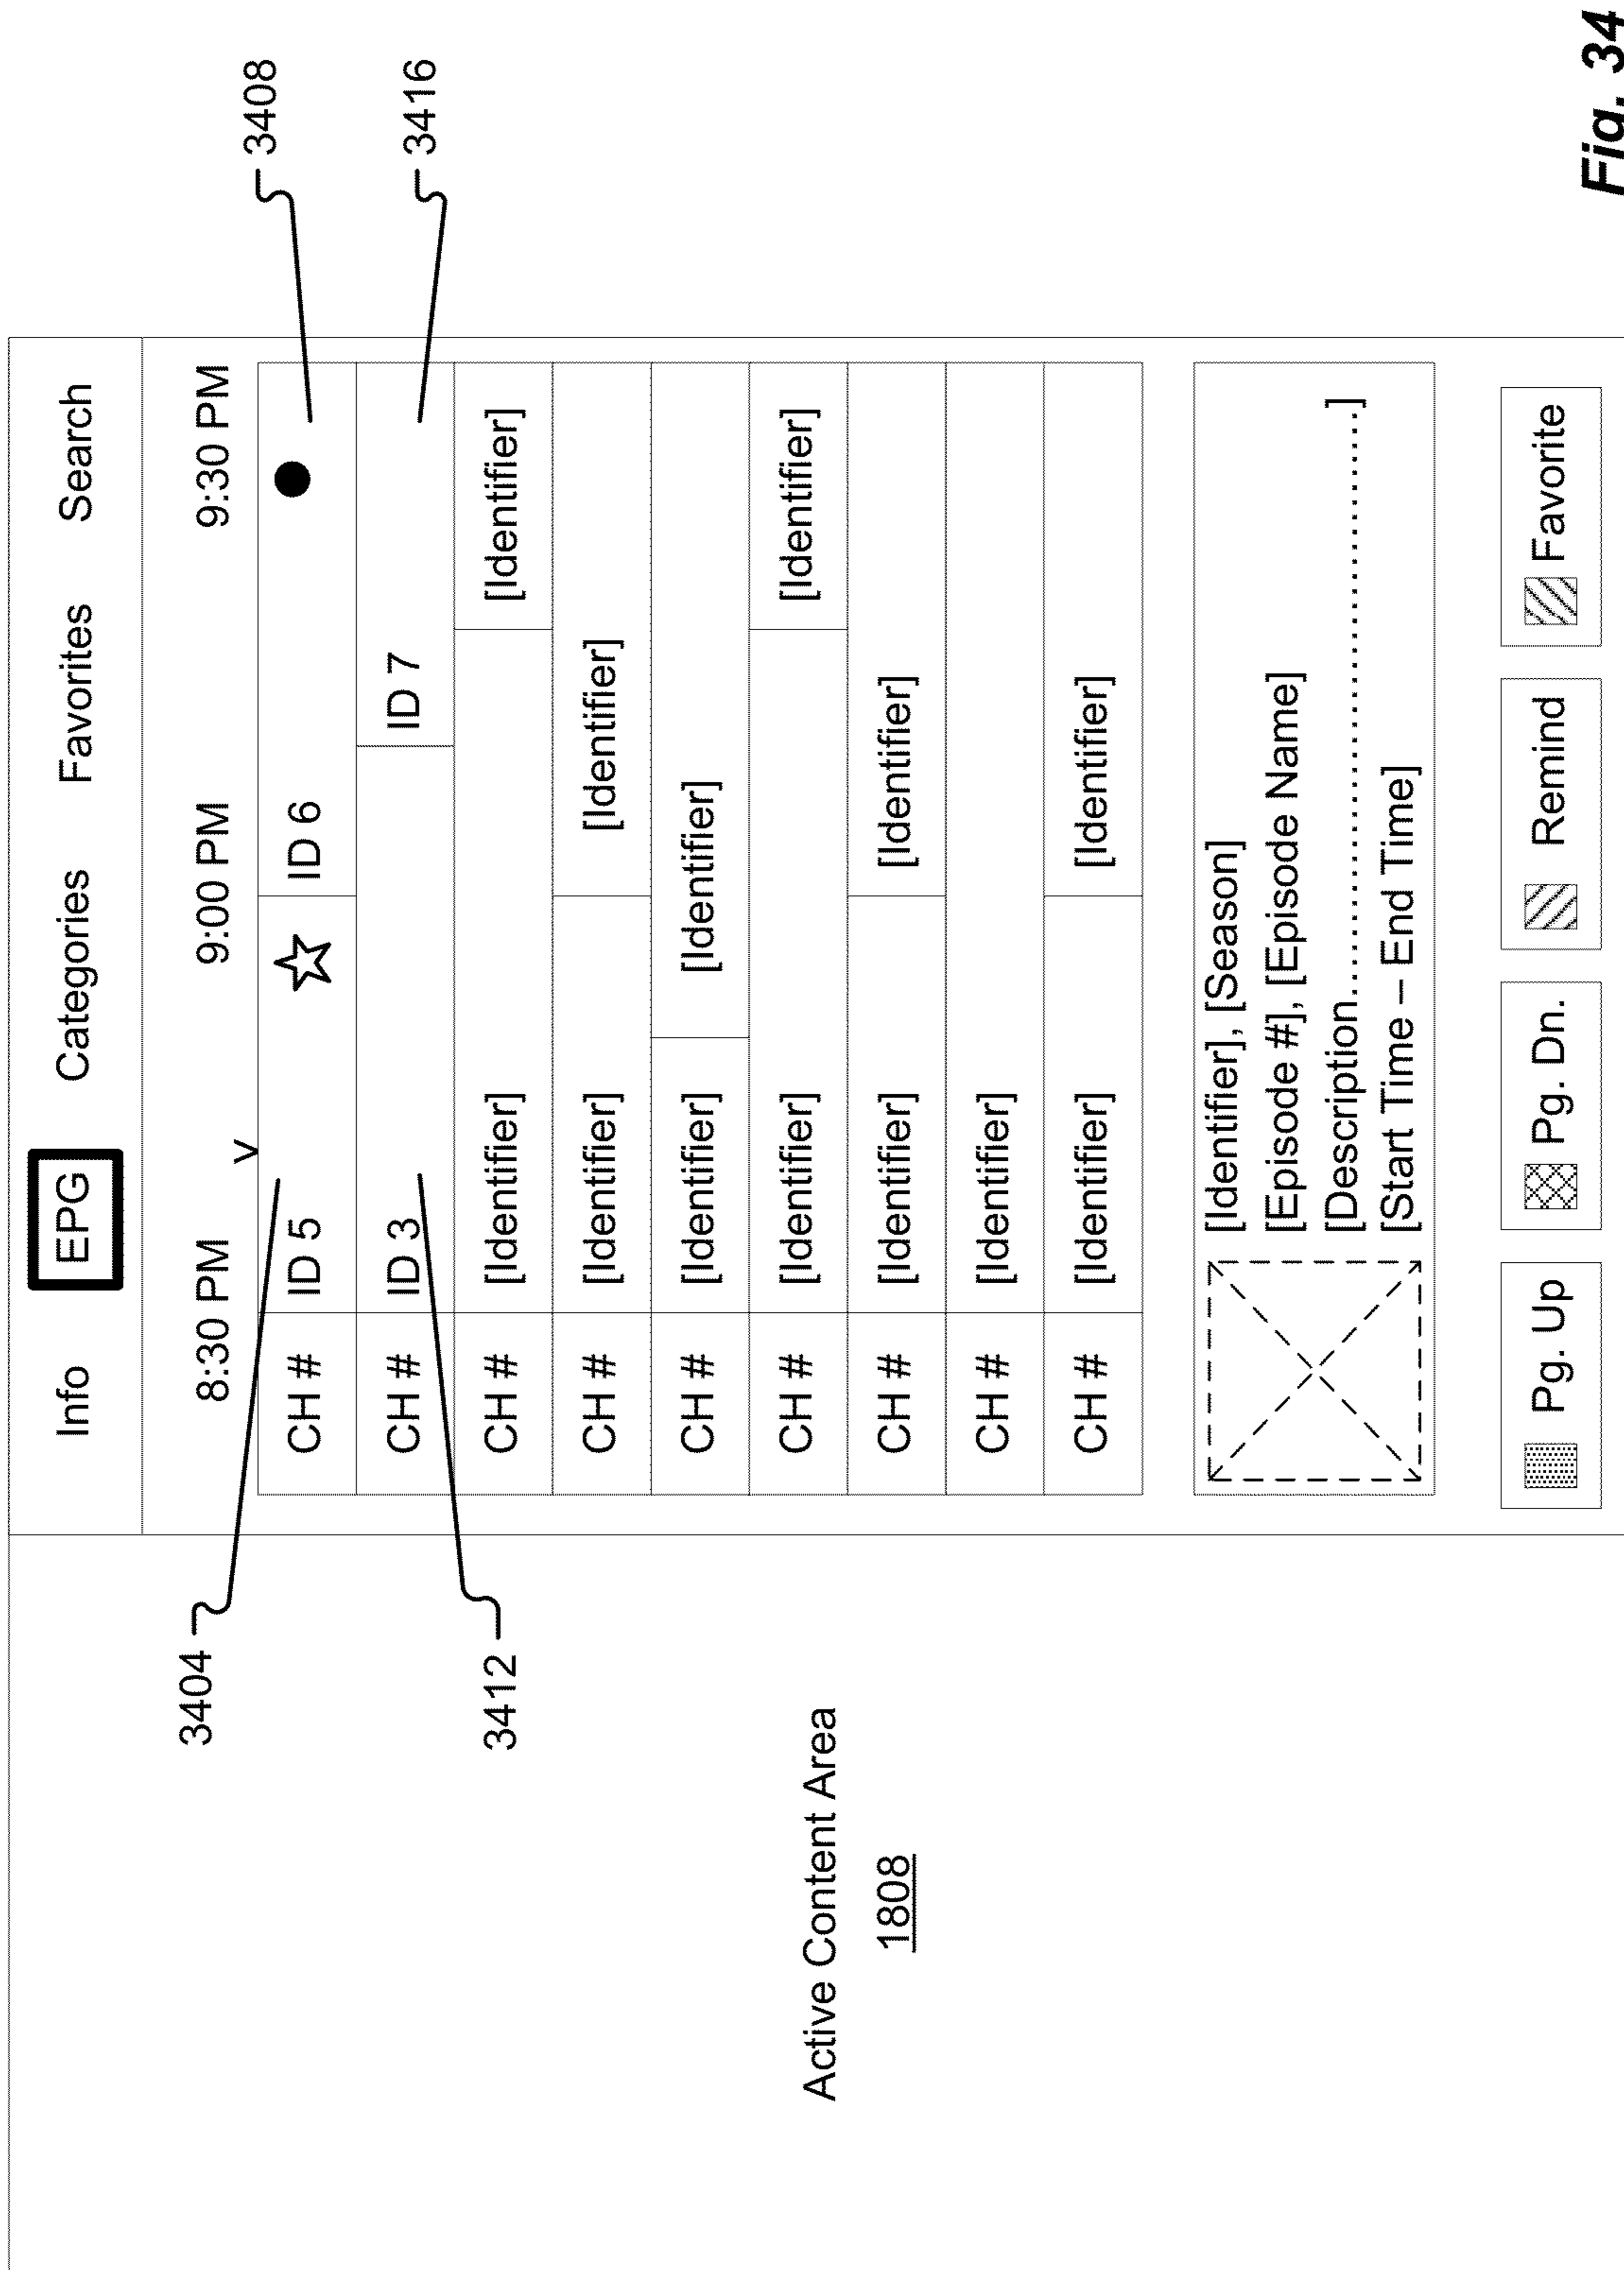 Info EPG Categories Favorites Search
8:30 PM 9:00 PM 9:30 PM
v
3404
3408
CH # ID 5 ID 6
CH # ID 3 ID 7
3412
3416
CH # [Identifier] [Identifier]
CH # [Identifier] [Identifier]
CH # [Identifier] [Identifier]
CH # [Identifier] [Identifier]
CH # [Identifier] [Identifier]
CH # [Identifier]
CH # [Identifier] [Identifier]
Active Content Area
1808
[Identifier], [Season]
[Episode #], [Episode Name]
[Description...............................................]
[Start Time – End Time]
Pg. Up Pg. Dn. Remind Favorite
Fig. 34